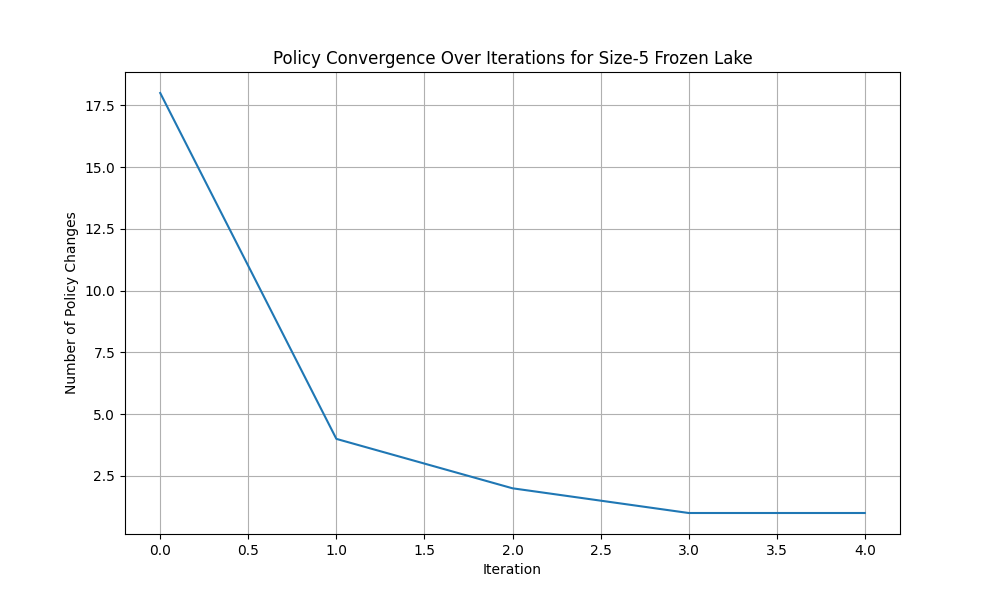 Policy Convergence Over Iterations for Size-5 Frozen Lake
Number of Policy Changes
17.5
15.0
12.5
10.0
7.5
5.0
2.5
0.0 0.5 1.0 1.5 2.0 2.5 3.0 3.5 4.0
Iteration